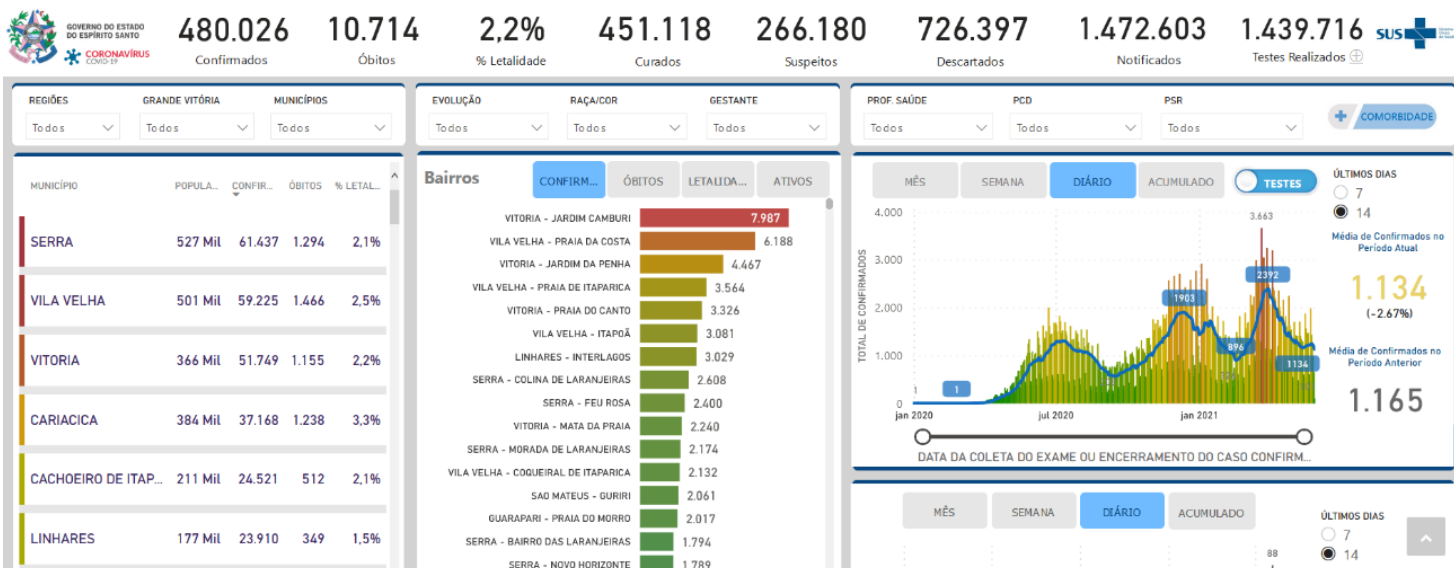 GOVERNO DO ESTADO
DO ESPÍRITO SANTO
CORONAVÍRUS
COVID-19
480.026
Confirmados
10.714
Óbitos
2,2%
% Letalidade
451.118
Curados
266.180
Suspeitos
726.397
Descartados
1.472.603
Notificados
1.439.716
Testes Realizados
SUS
REGIÕES GRANDE VITÓRIA MUNICÍPIOS
Todos Todos Todos
EVOLUÇÃO RAÇA/COR GESTANTE
Todos Todos Todos
PROF. SAÚDE PCD PSR
Todos Todos Todos
+ COMORBIDADE
MUNICÍPIO POPULA... CONFIR... ÓBITOS % LETAL...
SERRA 527 Mil 61.437 1.294 2,1%
VILA VELHA 501 Mil 59.225 1.466 2,5%
VITORIA 366 Mil 51.749 1.155 2,2%
CARIACICA 384 Mil 37.168 1.238 3,3%
CACHOEIRO DE ITAP... 211 Mil 24.521 512 2,1%
LINHARES 177 Mil 23.910 349 1,5%
Bairros
CONFIRM... ÓBITOS LETALIDA... ATIVOS
VITORIA - JARDIM CAMBURI 7.987
VILA VELHA - PRAIA DA COSTA 6.188
VITORIA - JARDIM DA PENHA 4.467
VILA VELHA - PRAIA DE ITAPARICA 3.564
VITORIA - PRAIA DO CANTO 3.326
VILA VELHA - ITAPOÃ 3.081
LINHARES - INTERLAGOS 3.029
SERRA - COLINA DE LARANJEIRAS 2.608
SERRA - FEU ROSA 2.400
VITORIA - MATA DA PRAIA 2.240
SERRA - MORADA DE LARANJEIRAS 2.174
VILA VELHA - COQUEIRAL DE ITAPARICA 2.132
SAO MATEUS - GURIRI 2.061
GUARAPARI - PRAIA DO MORRO 2.017
SERRA - BAIRRO DAS LARANJEIRAS 1.794
SERRA - NOVO HORIZONTE 1.789
MÊS SEMANA DIÁRIO ACUMULADO TESTES
TOTAL DE CONFIRMADOS
4.000
3.000
2.000
1.000
0
3.663
2392
1903
896
1134
1
1
jan 2020 jul 2020 jan 2021
DATA DA COLETA DO EXAME OU ENCERRAMENTO DO CASO CONFIRM...
ÚLTIMOS DIAS
7
14
Média de Confirmados no
Período Atual
1.134
(-2.67%)
Média de Confirmados no
Período Anterior
1.165
MÊS SEMANA DIÁRIO ACUMULADO
88
ÚLTIMOS DIAS
7
14